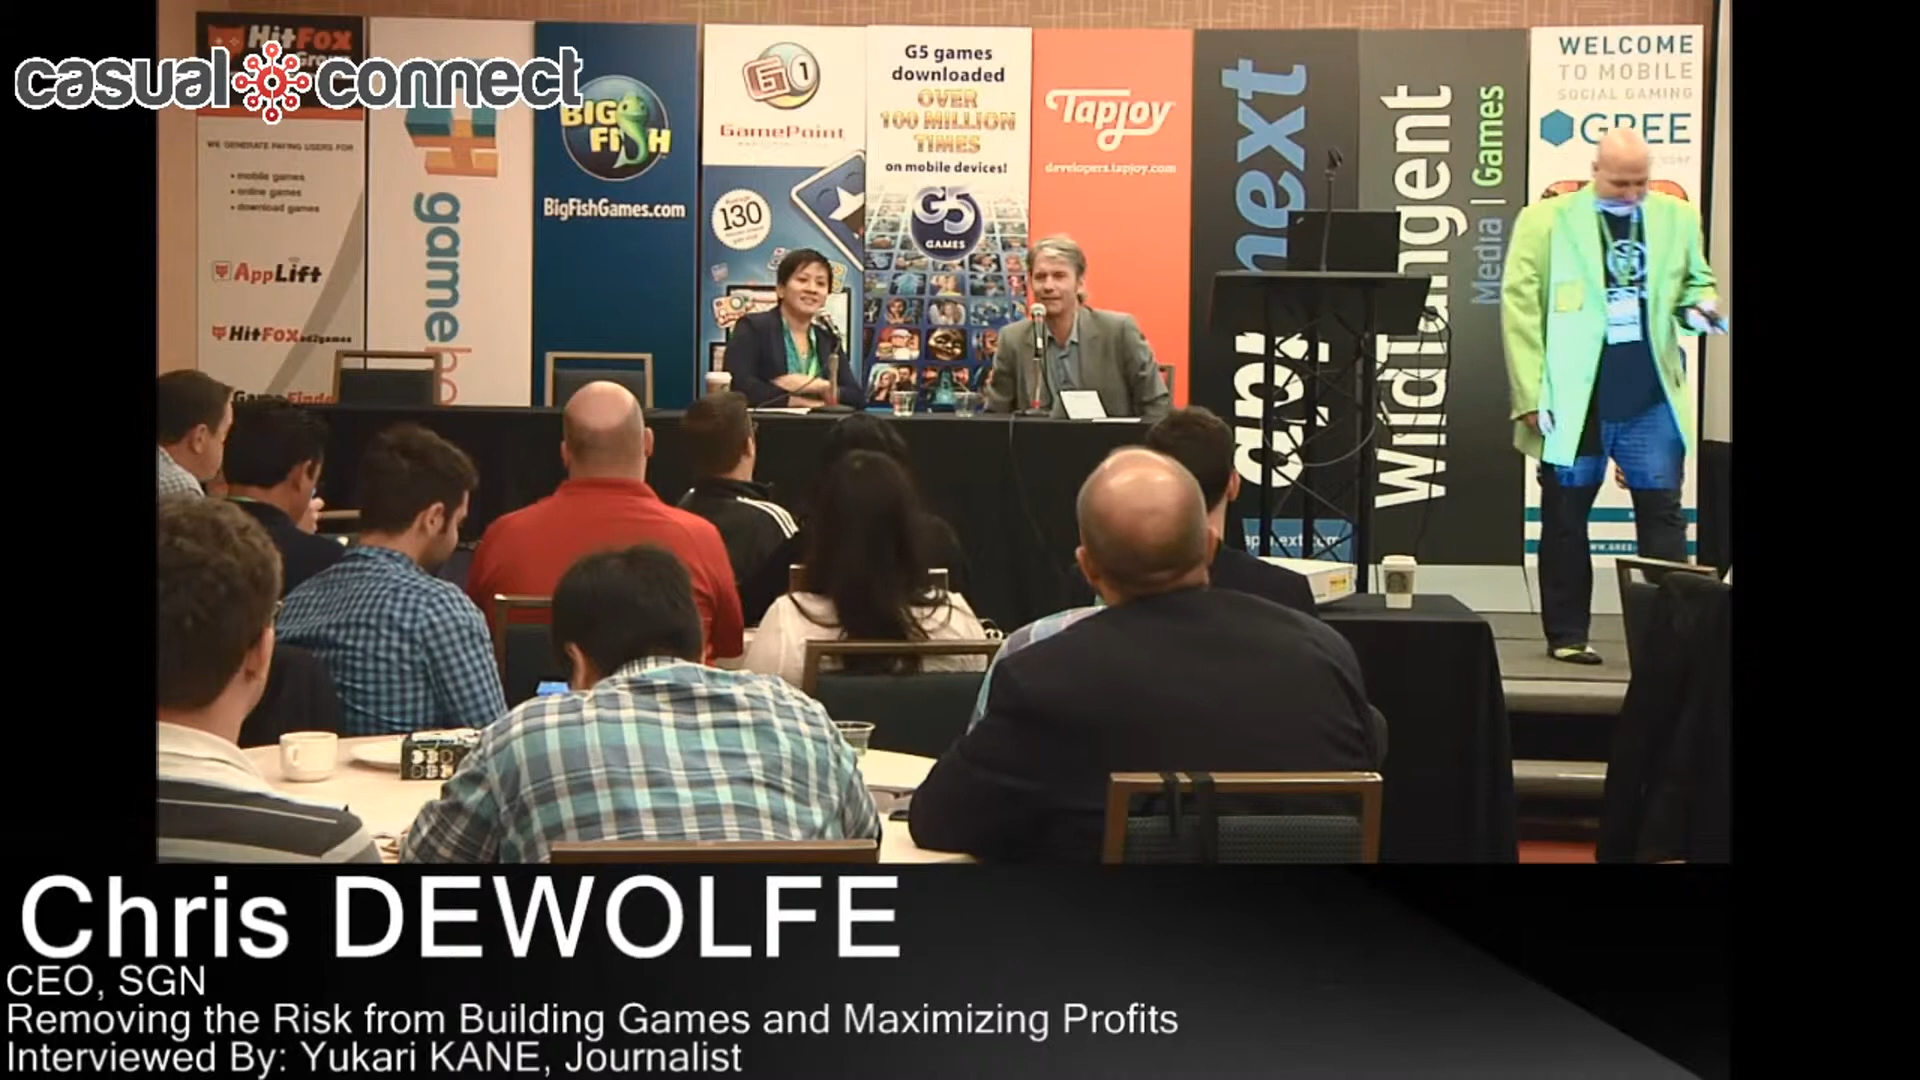 casual connect
HitFox
WE GENERATE PAYING USERS FOR
• mobile games
• online games
• download games
AppLift
HitFox
game
BIG FISH
BigFishGames.com
GamePoint
130
G5 games
downloaded
OVER
100 MILLION
TIMES
on mobile devices!
G5
GAMES
Tapjoy
developers.tapjoy.com
Wildtangent
Media | Games
WELCOME
TO MOBILE
SOCIAL GAMING
GREE
Chris DEWOLFE
CEO, SGN
Removing the Risk from Building Games and Maximizing Profits
Interviewed By: Yukari KANE, Journalist